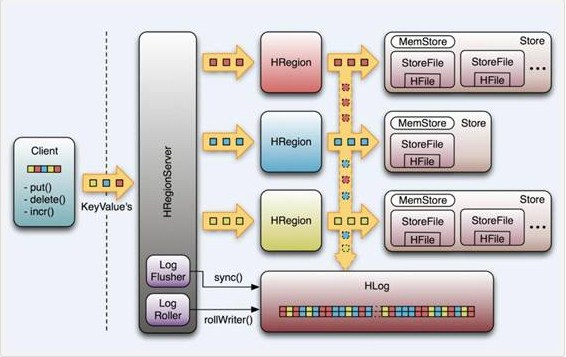 Client
- put()
- delete()
- incr()
KeyValue's
HRegionServer
Log
Flusher
Log
Roller
sync()
rollWriter()
HRegion
MemStore
Store
StoreFile
HFile
StoreFile
HFile
...
HRegion
MemStore
Store
StoreFile
HFile
HRegion
MemStore
Store
StoreFile
HFile
StoreFile
HFile
...
HLog